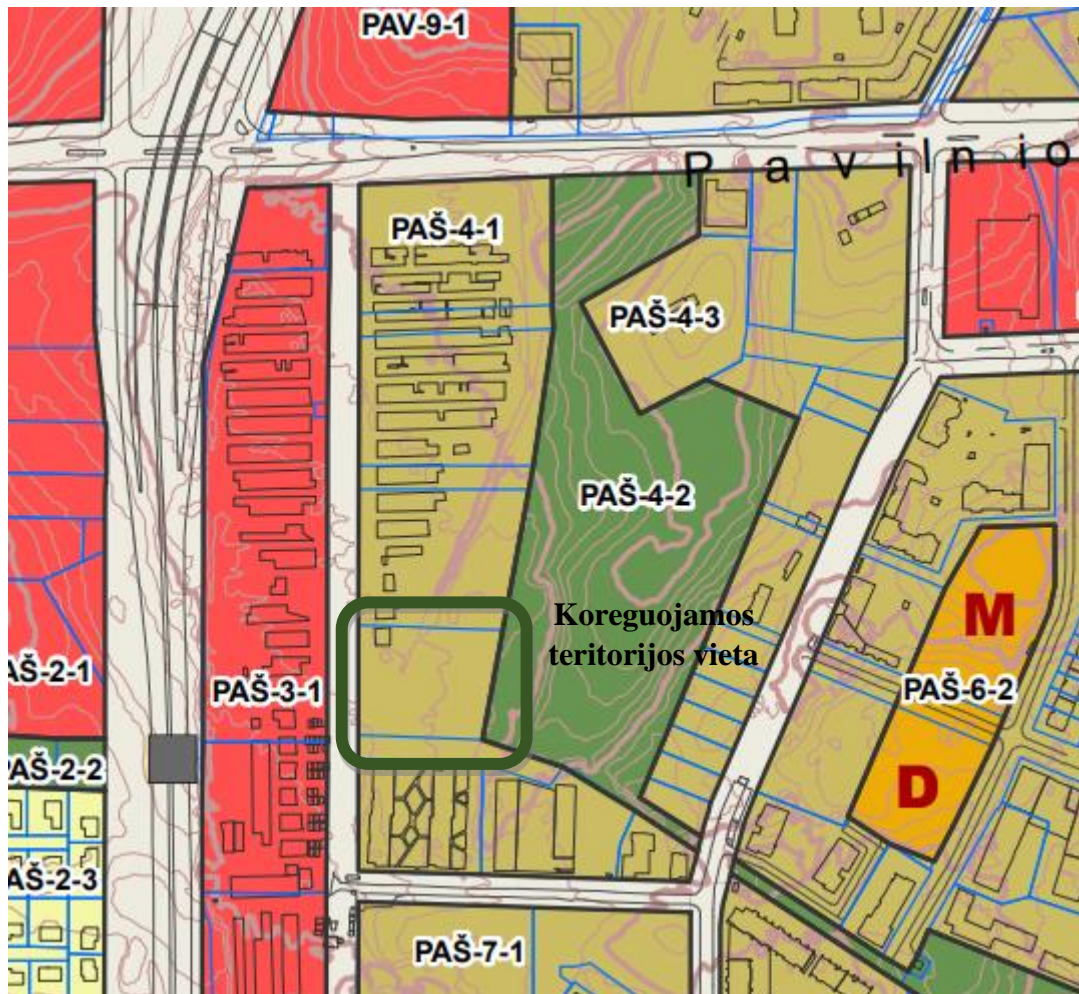 PAV-9-1
Pavilnio
PAŠ-4-1
PAŠ-4-3
PAŠ-4-2
Koreguojamos
teritorijos vieta
M
AŠ-2-1
PAŠ-3-1
PAŠ-6-2
AŠ-2-2
D
AŠ-2-3
PAŠ-7-1